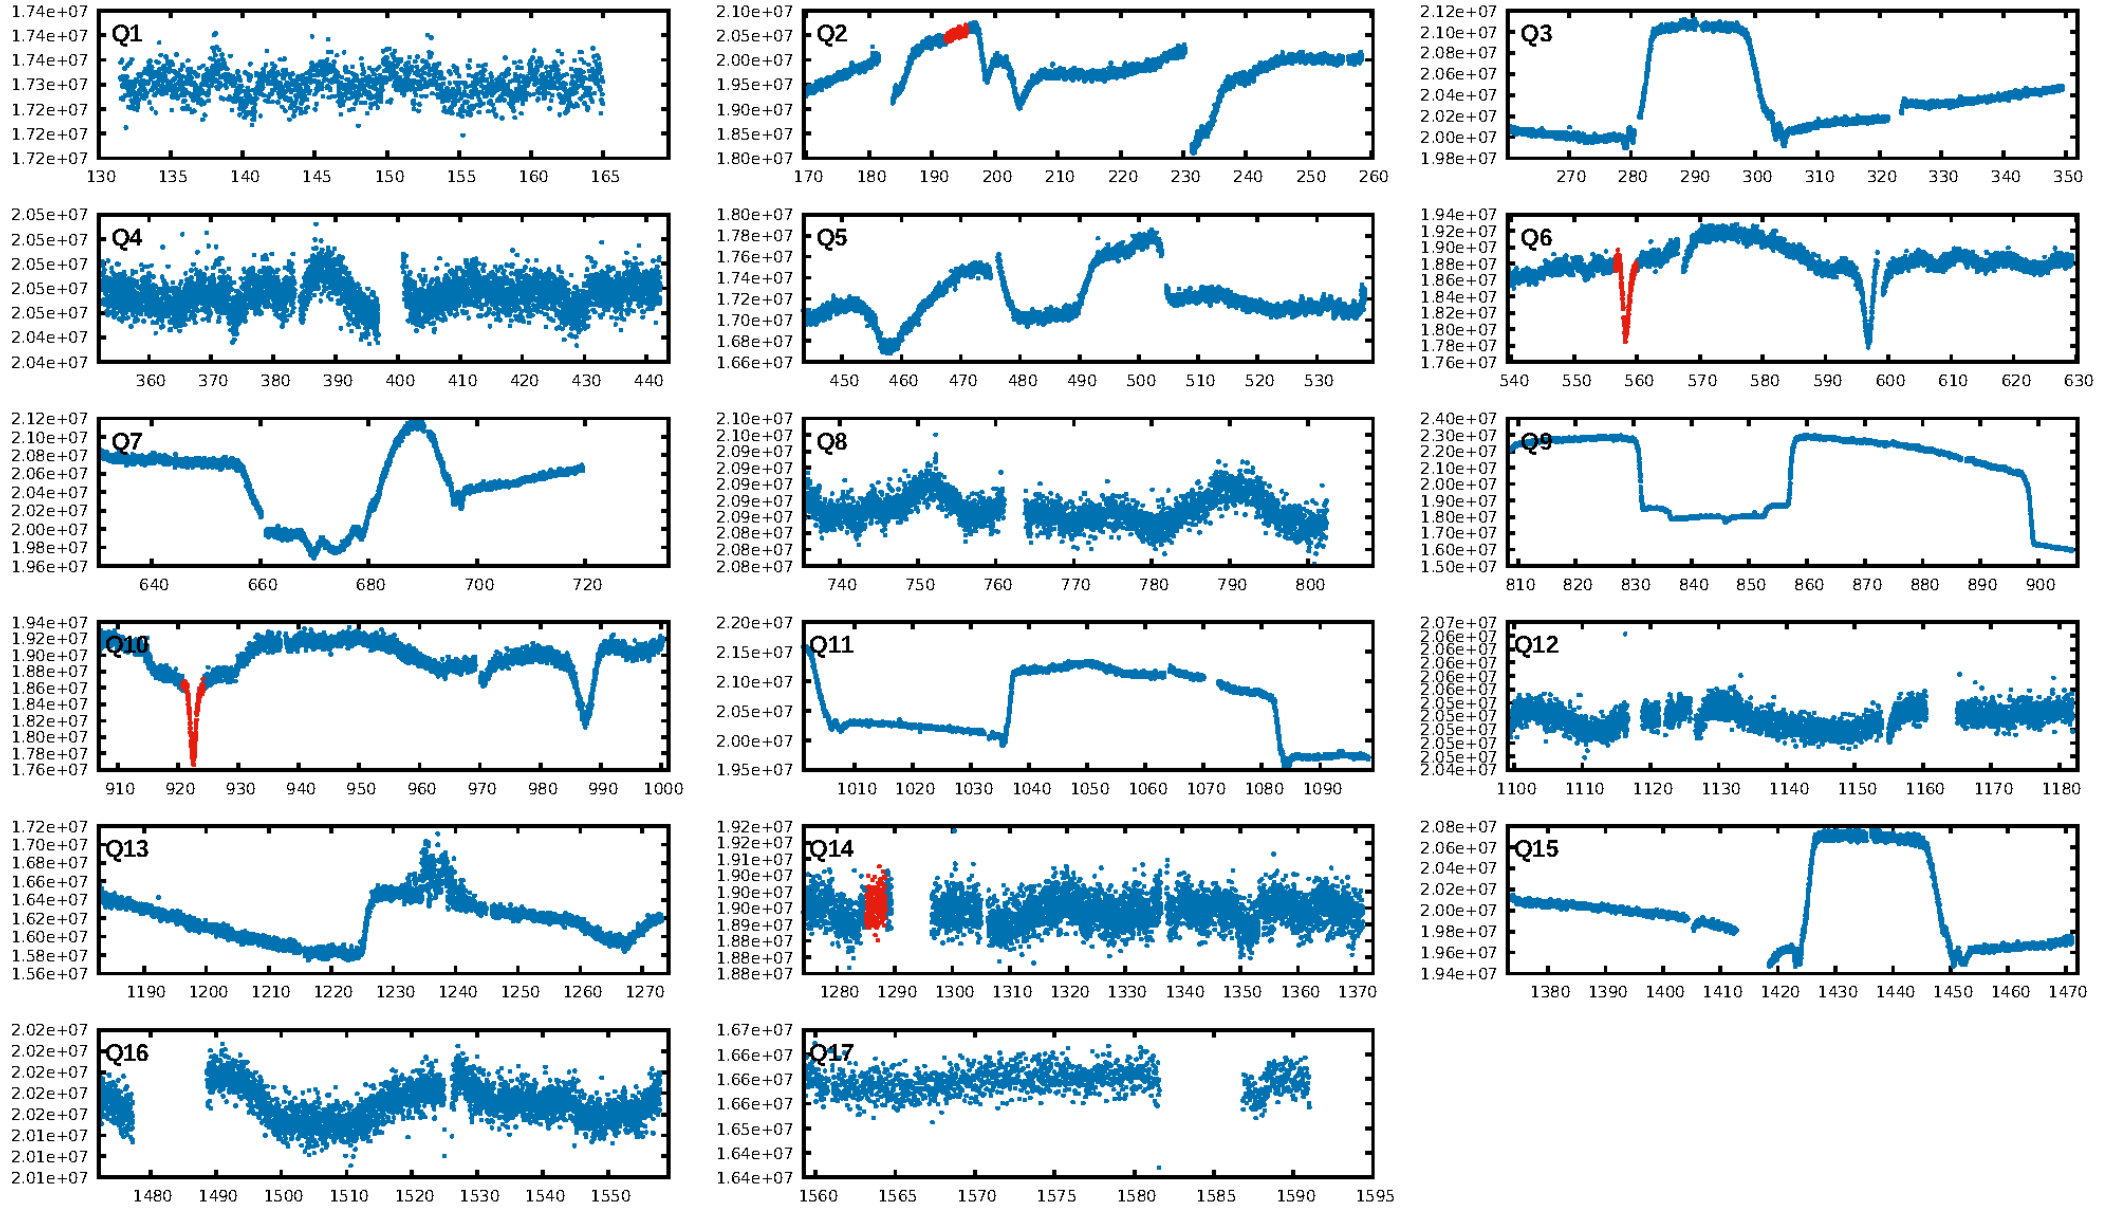 1.74e+07
1.74e+07
1.74e+07
1.73e+07
1.72e+07
1.72e+07
1.72e+07
Q1
130 135 140 145 150 155 160 165
2.10e+07
2.05e+07
2.00e+07
1.95e+07
1.90e+07
1.85e+07
1.80e+07
Q2
170 180 190 200 210 220 230 240 250 260
2.12e+07
2.10e+07
2.08e+07
2.06e+07
2.04e+07
2.02e+07
2.00e+07
1.98e+07
Q3
270 280 290 300 310 320 330 340 350
2.05e+07
2.05e+07
2.05e+07
2.05e+07
2.05e+07
2.04e+07
2.04e+07
Q4
360 370 380 390 400 410 420 430 440
1.80e+07
1.78e+07
1.76e+07
1.74e+07
1.72e+07
1.70e+07
1.68e+07
1.66e+07
Q5
450 460 470 480 490 500 510 520 530
1.94e+07
1.92e+07
1.90e+07
1.88e+07
1.86e+07
1.84e+07
1.82e+07
1.80e+07
1.78e+07
1.76e+07
Q6
540 550 560 570 580 590 600 610 620 630
2.12e+07
2.10e+07
2.08e+07
2.06e+07
2.04e+07
2.02e+07
2.00e+07
1.98e+07
1.96e+07
Q7
640 660 680 700 720
2.10e+07
2.10e+07
2.09e+07
2.09e+07
2.09e+07
2.09e+07
2.09e+07
2.08e+07
2.08e+07
2.08e+07
Q8
740 750 760 770 780 790 800
2.40e+07
2.30e+07
2.20e+07
2.10e+07
2.00e+07
1.90e+07
1.80e+07
1.70e+07
1.60e+07
1.50e+07
Q9
810 820 830 840 850 860 870 880 890 900
1.94e+07
1.92e+07
1.90e+07
1.88e+07
1.86e+07
1.84e+07
1.82e+07
1.80e+07
1.78e+07
1.76e+07
Q10
910 920 930 940 950 960 970 980 990 1000
2.20e+07
2.15e+07
2.10e+07
2.05e+07
2.00e+07
1.95e+07
Q11
1010 1020 1030 1040 1050 1060 1070 1080 1090
2.07e+07
2.06e+07
2.06e+07
2.06e+07
2.06e+07
2.06e+07
2.05e+07
2.05e+07
2.05e+07
2.05e+07
2.05e+07
2.04e+07
Q12
1100 1110 1120 1130 1140 1150 1160 1170 1180
1.72e+07
1.70e+07
1.68e+07
1.66e+07
1.64e+07
1.62e+07
1.60e+07
1.58e+07
1.56e+07
Q13
1190 1200 1210 1220 1230 1240 1250 1260 1270
1.92e+07
1.92e+07
1.91e+07
1.90e+07
1.90e+07
1.90e+07
1.89e+07
1.88e+07
1.88e+07
1.88e+07
Q14
1280 1290 1300 1310 1320 1330 1340 1350 1360 1370
2.08e+07
2.06e+07
2.04e+07
2.02e+07
2.00e+07
1.98e+07
1.96e+07
1.94e+07
Q15
1380 1390 1400 1410 1420 1430 1440 1450 1460 1470
2.02e+07
2.02e+07
2.02e+07
2.02e+07
2.02e+07
2.01e+07
2.01e+07
2.01e+07
Q16
1480 1490 1500 1510 1520 1530 1540 1550
1.67e+07
1.66e+07
1.66e+07
1.66e+07
1.65e+07
1.64e+07
1.64e+07
Q17
1560 1565 1570 1575 1580 1585 1590 1595